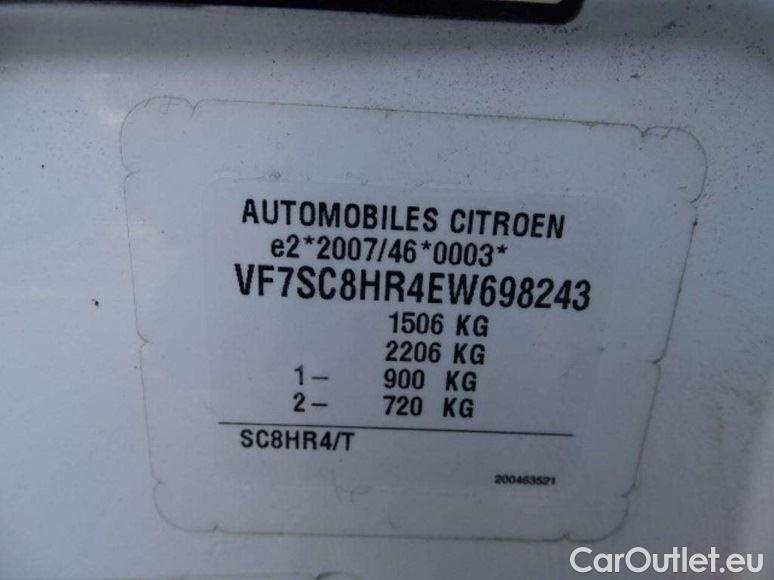 AUTOMOBILES CITROEN
e2*2007/46*0003*
VF7SC8HR4EW698243
1506 KG
2206 KG
1- 900 KG
2- 720 KG
SC8HR4/T
200463521
CarOutlet.eu